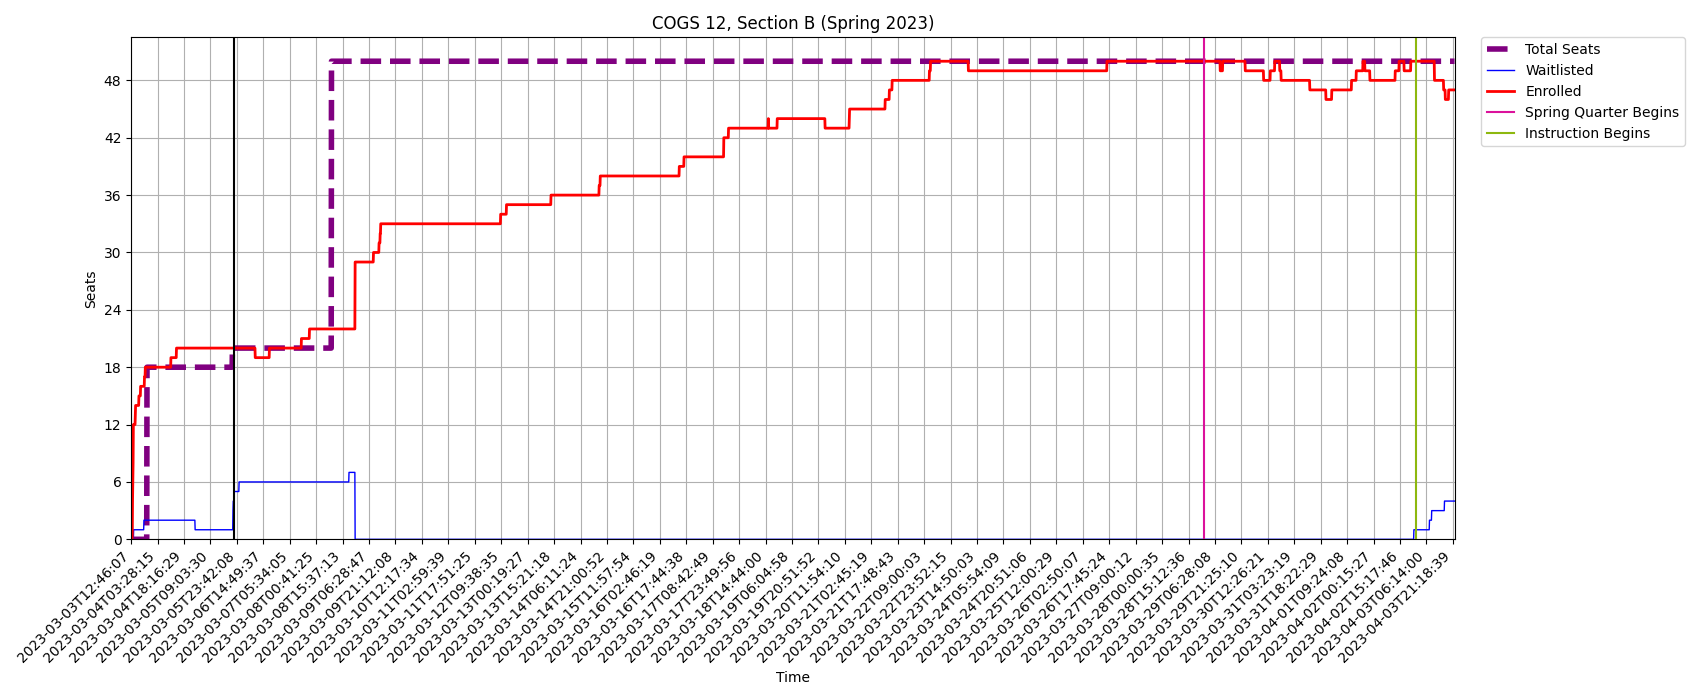 COGS 12, Section B (Spring 2023)
Total Seats
Waitlisted
Enrolled
Spring Quarter Begins
Instruction Begins
Seats
48
42
36
30
24
18
12
6
0
2023-03-03T12:46:07
2023-03-04T03:28:15
2023-03-04T18:16:29
2023-03-05T09:03:30
2023-03-05T23:42:08
2023-03-06T14:49:37
2023-03-07T05:34:05
2023-03-08T00:41:25
2023-03-08T15:37:13
2023-03-09T06:28:47
2023-03-09T21:12:08
2023-03-10T12:17:34
2023-03-11T02:59:39
2023-03-11T17:51:25
2023-03-12T09:38:35
2023-03-13T00:19:27
2023-03-13T15:21:18
2023-03-14T06:11:24
2023-03-14T21:00:52
2023-03-15T11:57:54
2023-03-16T02:46:19
2023-03-16T17:44:38
2023-03-17T08:42:49
2023-03-17T23:49:56
2023-03-18T14:44:00
2023-03-19T06:04:58
2023-03-19T20:51:52
2023-03-20T11:54:10
2023-03-21T02:45:19
2023-03-21T17:48:43
2023-03-22T09:00:03
2023-03-22T23:52:15
2023-03-23T14:50:03
2023-03-24T05:54:09
2023-03-24T20:51:06
2023-03-25T12:00:29
2023-03-26T02:50:07
2023-03-26T17:45:24
2023-03-27T09:00:12
2023-03-28T00:00:35
2023-03-28T15:12:36
2023-03-29T06:28:08
2023-03-29T21:25:10
2023-03-30T12:26:21
2023-03-31T03:23:19
2023-03-31T18:22:29
2023-04-01T09:24:08
2023-04-02T00:15:27
2023-04-02T15:17:46
2023-04-03T06:14:00
2023-04-03T21:18:39
Time